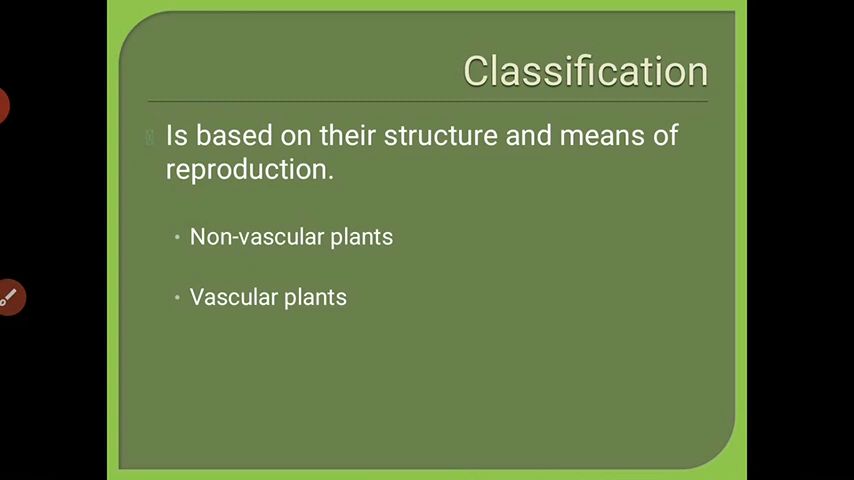 Classification
Is based on their structure and means of
reproduction.
• Non-vascular plants
• Vascular plants